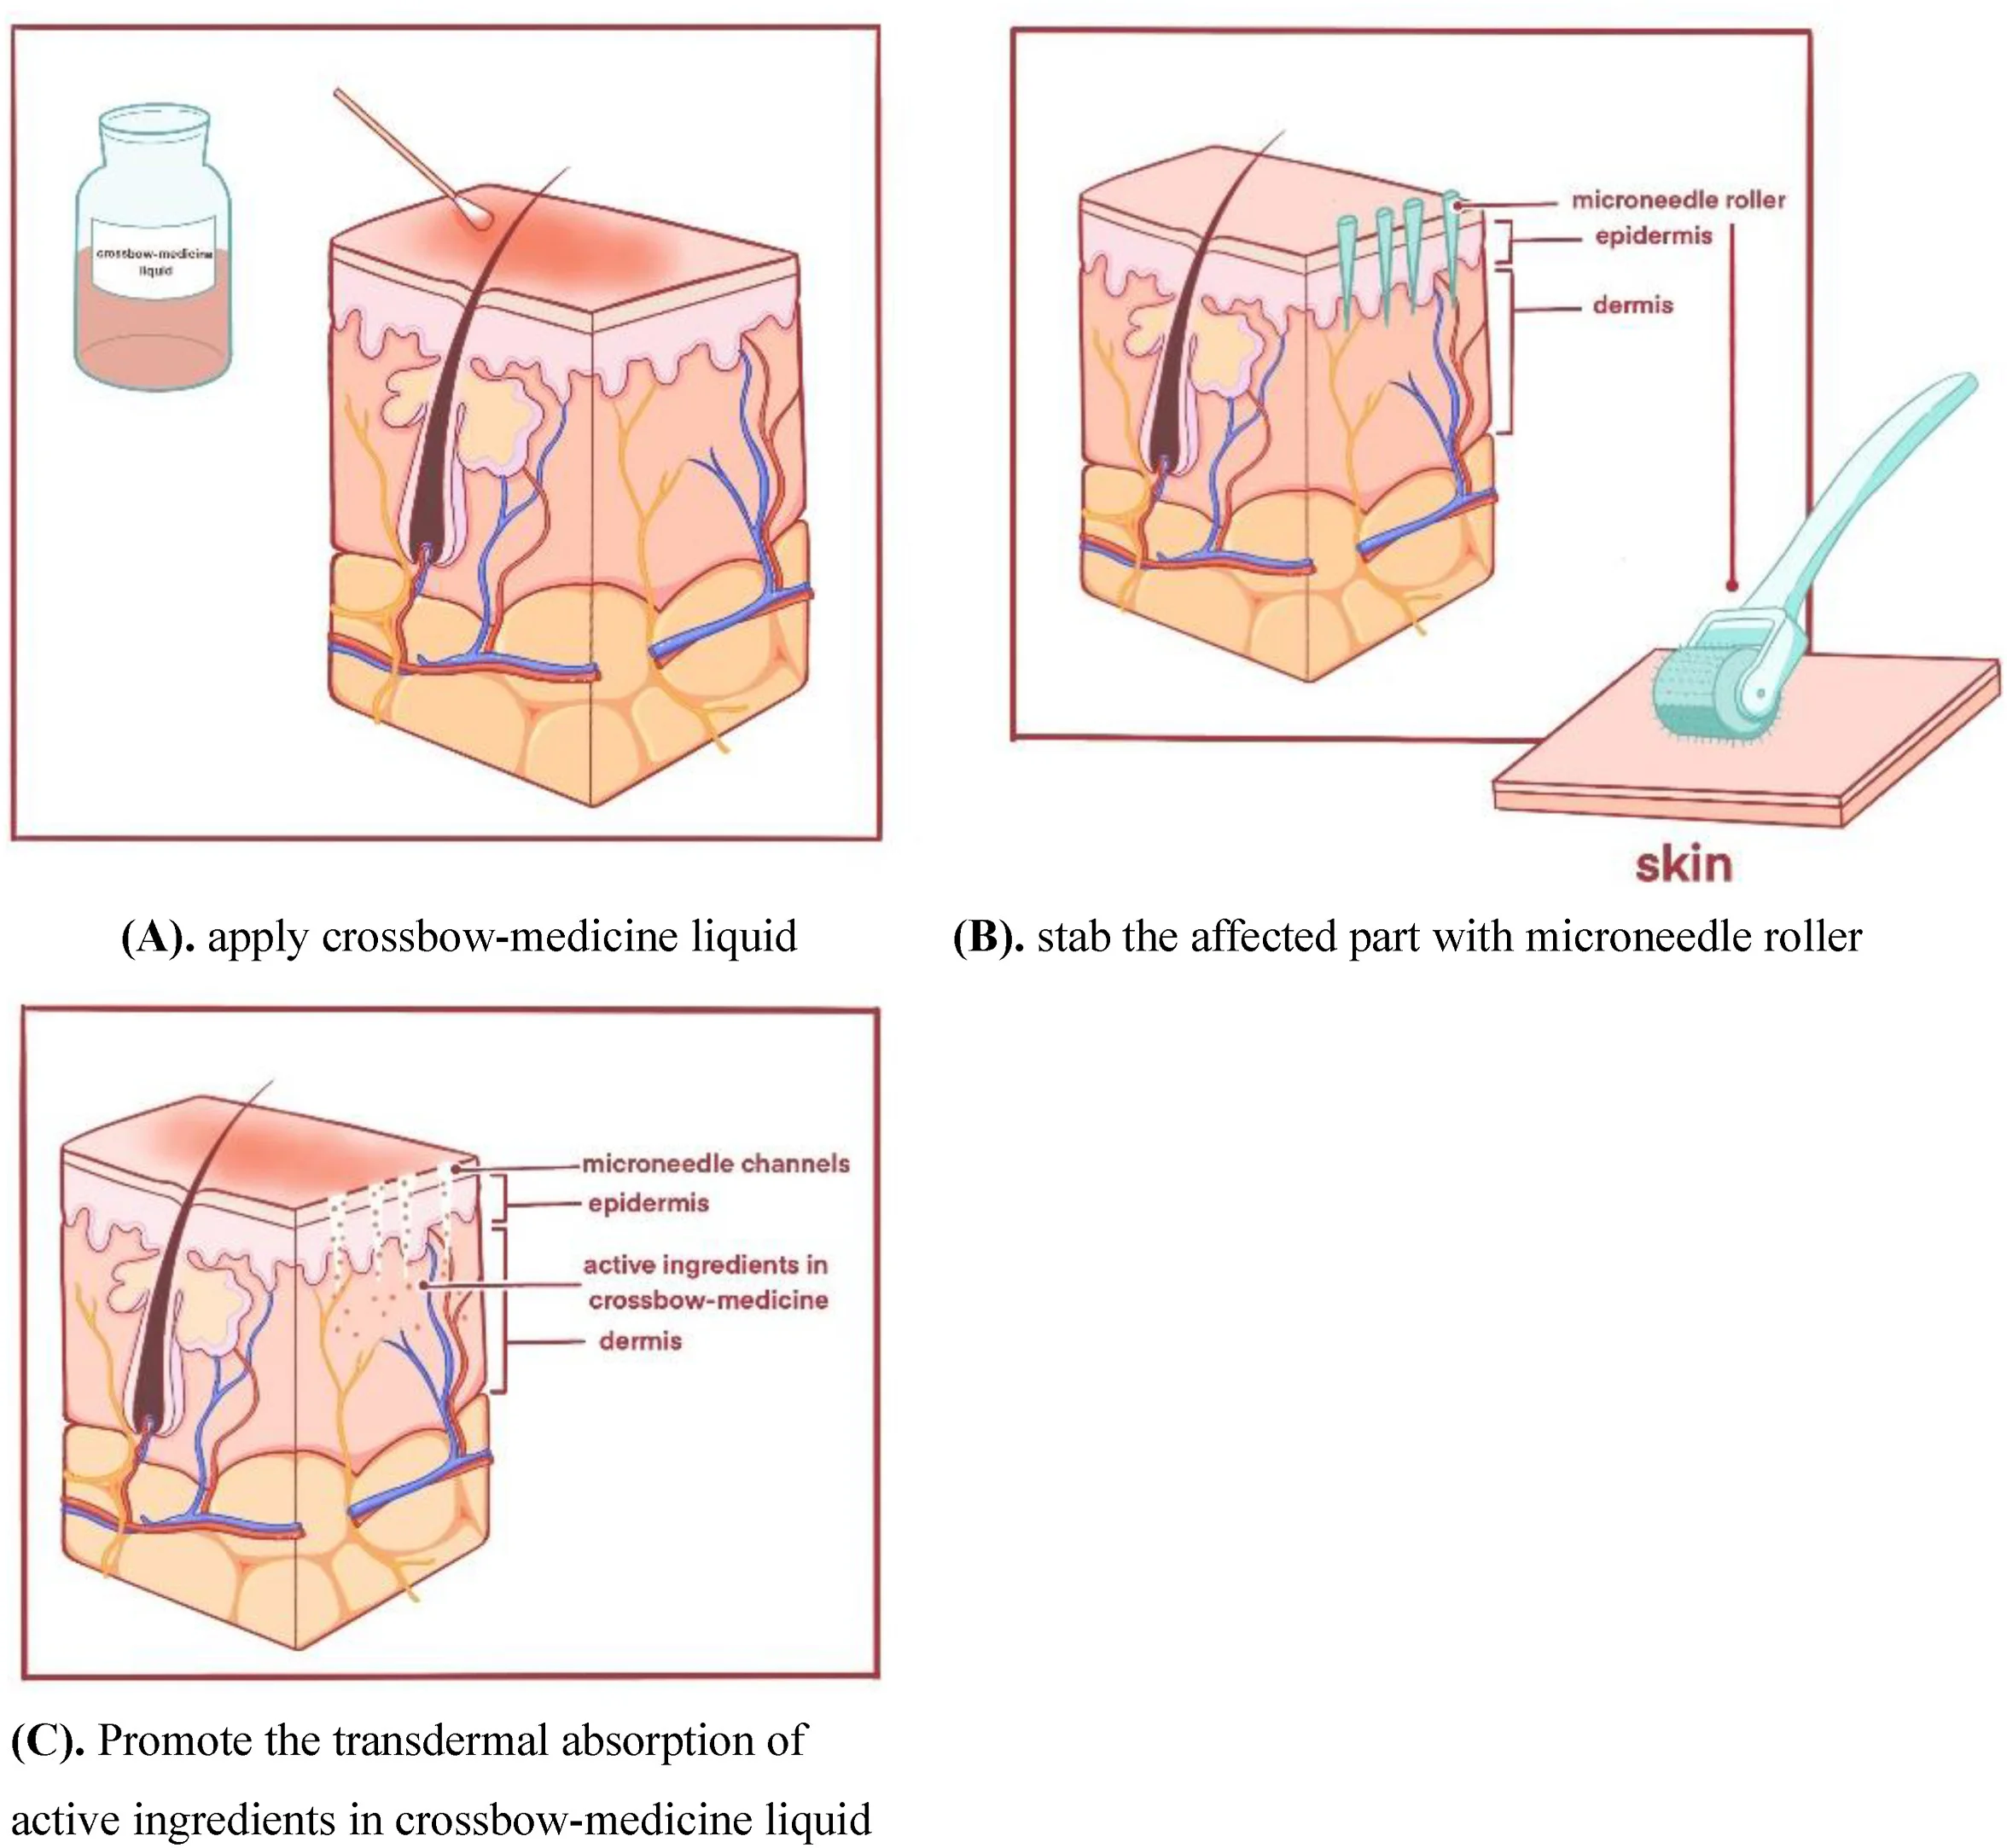 crossbow-medicine
liquid
microneedle roller
epidermis
dermis
skin
(A). apply crossbow-medicine liquid
(B). stab the affected part with microneedle roller
microneedle channels
epidermis
active ingredients in
crossbow-medicine
dermis
(C). Promote the transdermal absorption of
active ingredients in crossbow-medicine liquid